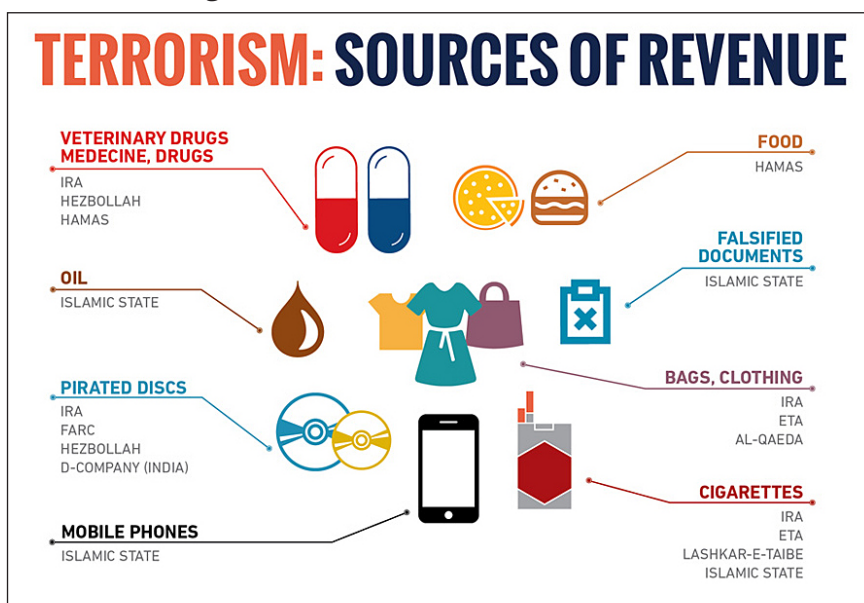 TERRORISM: SOURCES OF REVENUE
VETERINARY DRUGS
MEDECINE, DRUGS
IRA
HEZBOLLAH
HAMAS
FOOD
HAMAS
OIL
ISLAMIC STATE
FALSIFIED
DOCUMENTS
ISLAMIC STATE
PIRATED DISCS
IRA
FARC
HEZBOLLAH
D-COMPANY (INDIA)
BAGS, CLOTHING
IRA
ETA
AL-QAEDA
MOBILE PHONES
ISLAMIC STATE
CIGARETTES
IRA
ETA
LASHKAR-E-TAIBE
ISLAMIC STATE